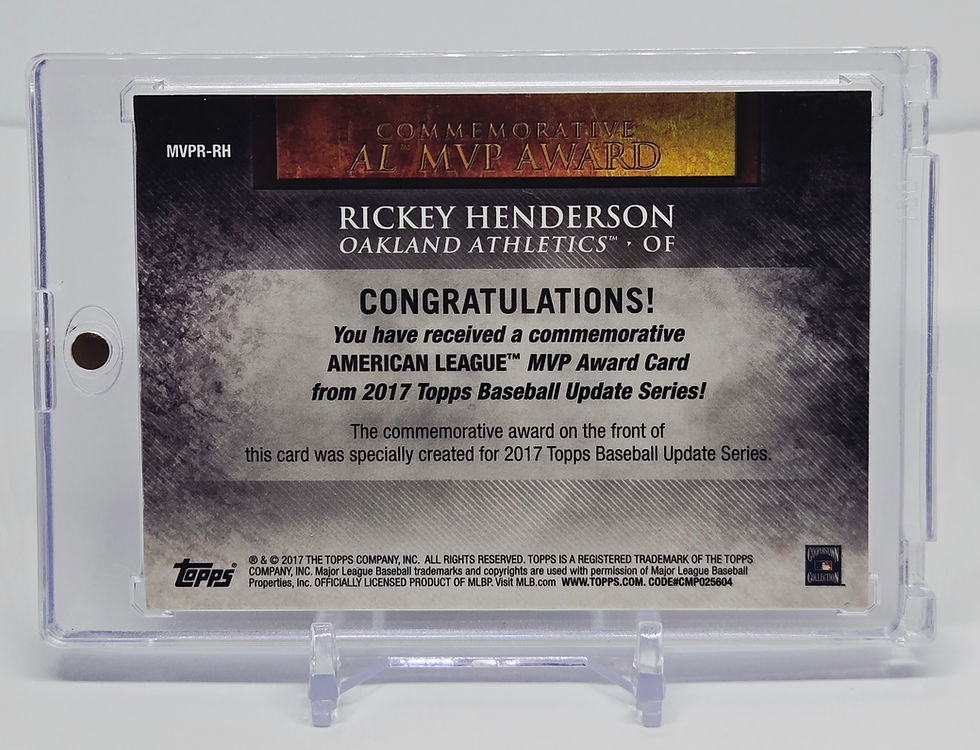 MVPR-RH
COMMEMORATIVE
AL™ MVP AWARD
RICKEY HENDERSON
OAKLAND ATHLETICS™ · OF
CONGRATULATIONS!
You have received a commemorative
AMERICAN LEAGUE™ MVP Award Card
from 2017 Topps Baseball Update Series!
The commemorative award on the front of
this card was specially created for 2017 Topps Baseball Update Series.
topps®
® & © 2017 THE TOPPS COMPANY, INC. ALL RIGHTS RESERVED. TOPPS IS A REGISTERED TRADEMARK OF THE TOPPS
COMPANY, INC. Major League Baseball trademarks and copyrights are used with permission of Major League Baseball
Properties, Inc. OFFICIALLY LICENSED PRODUCT OF MLBP. Visit MLB.com WWW.TOPPS.COM. CODE#CMP025604
COOPERSTOWN
COLLECTION